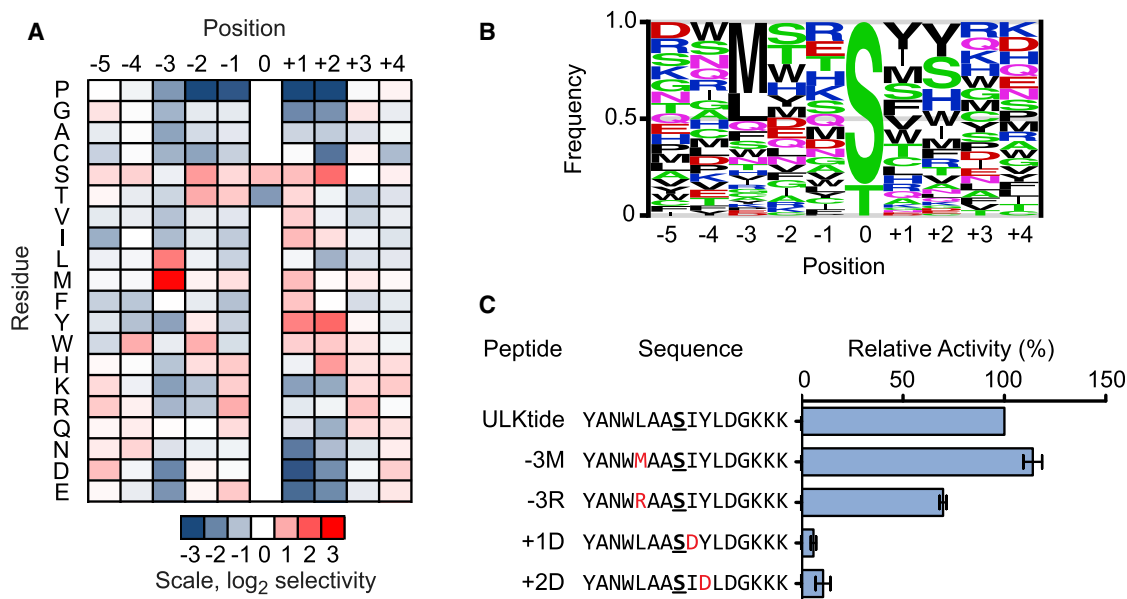 A
Position
-5 -4 -3 -2 -1 0 +1 +2 +3 +4
Residue
P
G
A
C
S
T
V
I
L
M
F
Y
W
H
K
R
Q
N
D
E
-3 -2 -1 0 1 2 3
Scale, log2 selectivity
B
Frequency
1.0
0.5
0
M
L
S
T
Y
Y
S
H
-5 -4 -3 -2 -1 0 +1 +2 +3 +4
Position
C
Peptide Sequence Relative Activity (%)
0 50 100 150
ULKtide YANWLAASIYLDGKKK
-3M YANWMAASIYLDGKKK
-3R YANWRAASIYLDGKKK
+1D YANWLAASDYLDGKKK
+2D YANWLAASIDLDGKKK